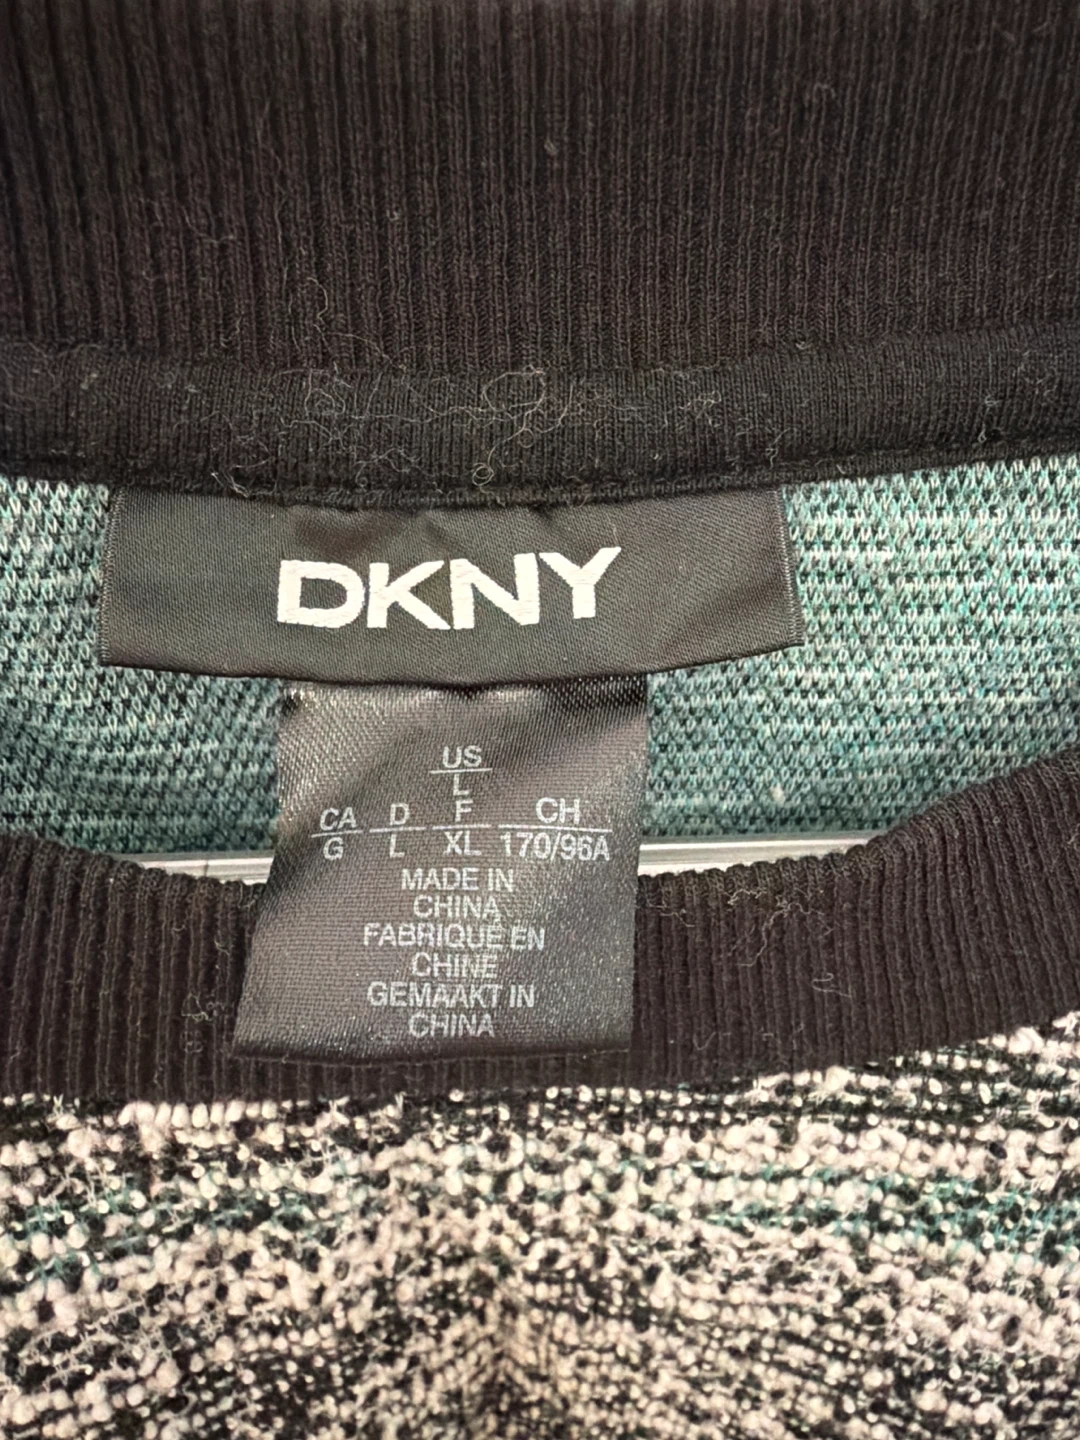 DKNY
US
L
CA D F CH
G L XL 170/96A
MADE IN
CHINA
FABRIQUÉ EN
CHINE
GEMAAKT IN
CHINA